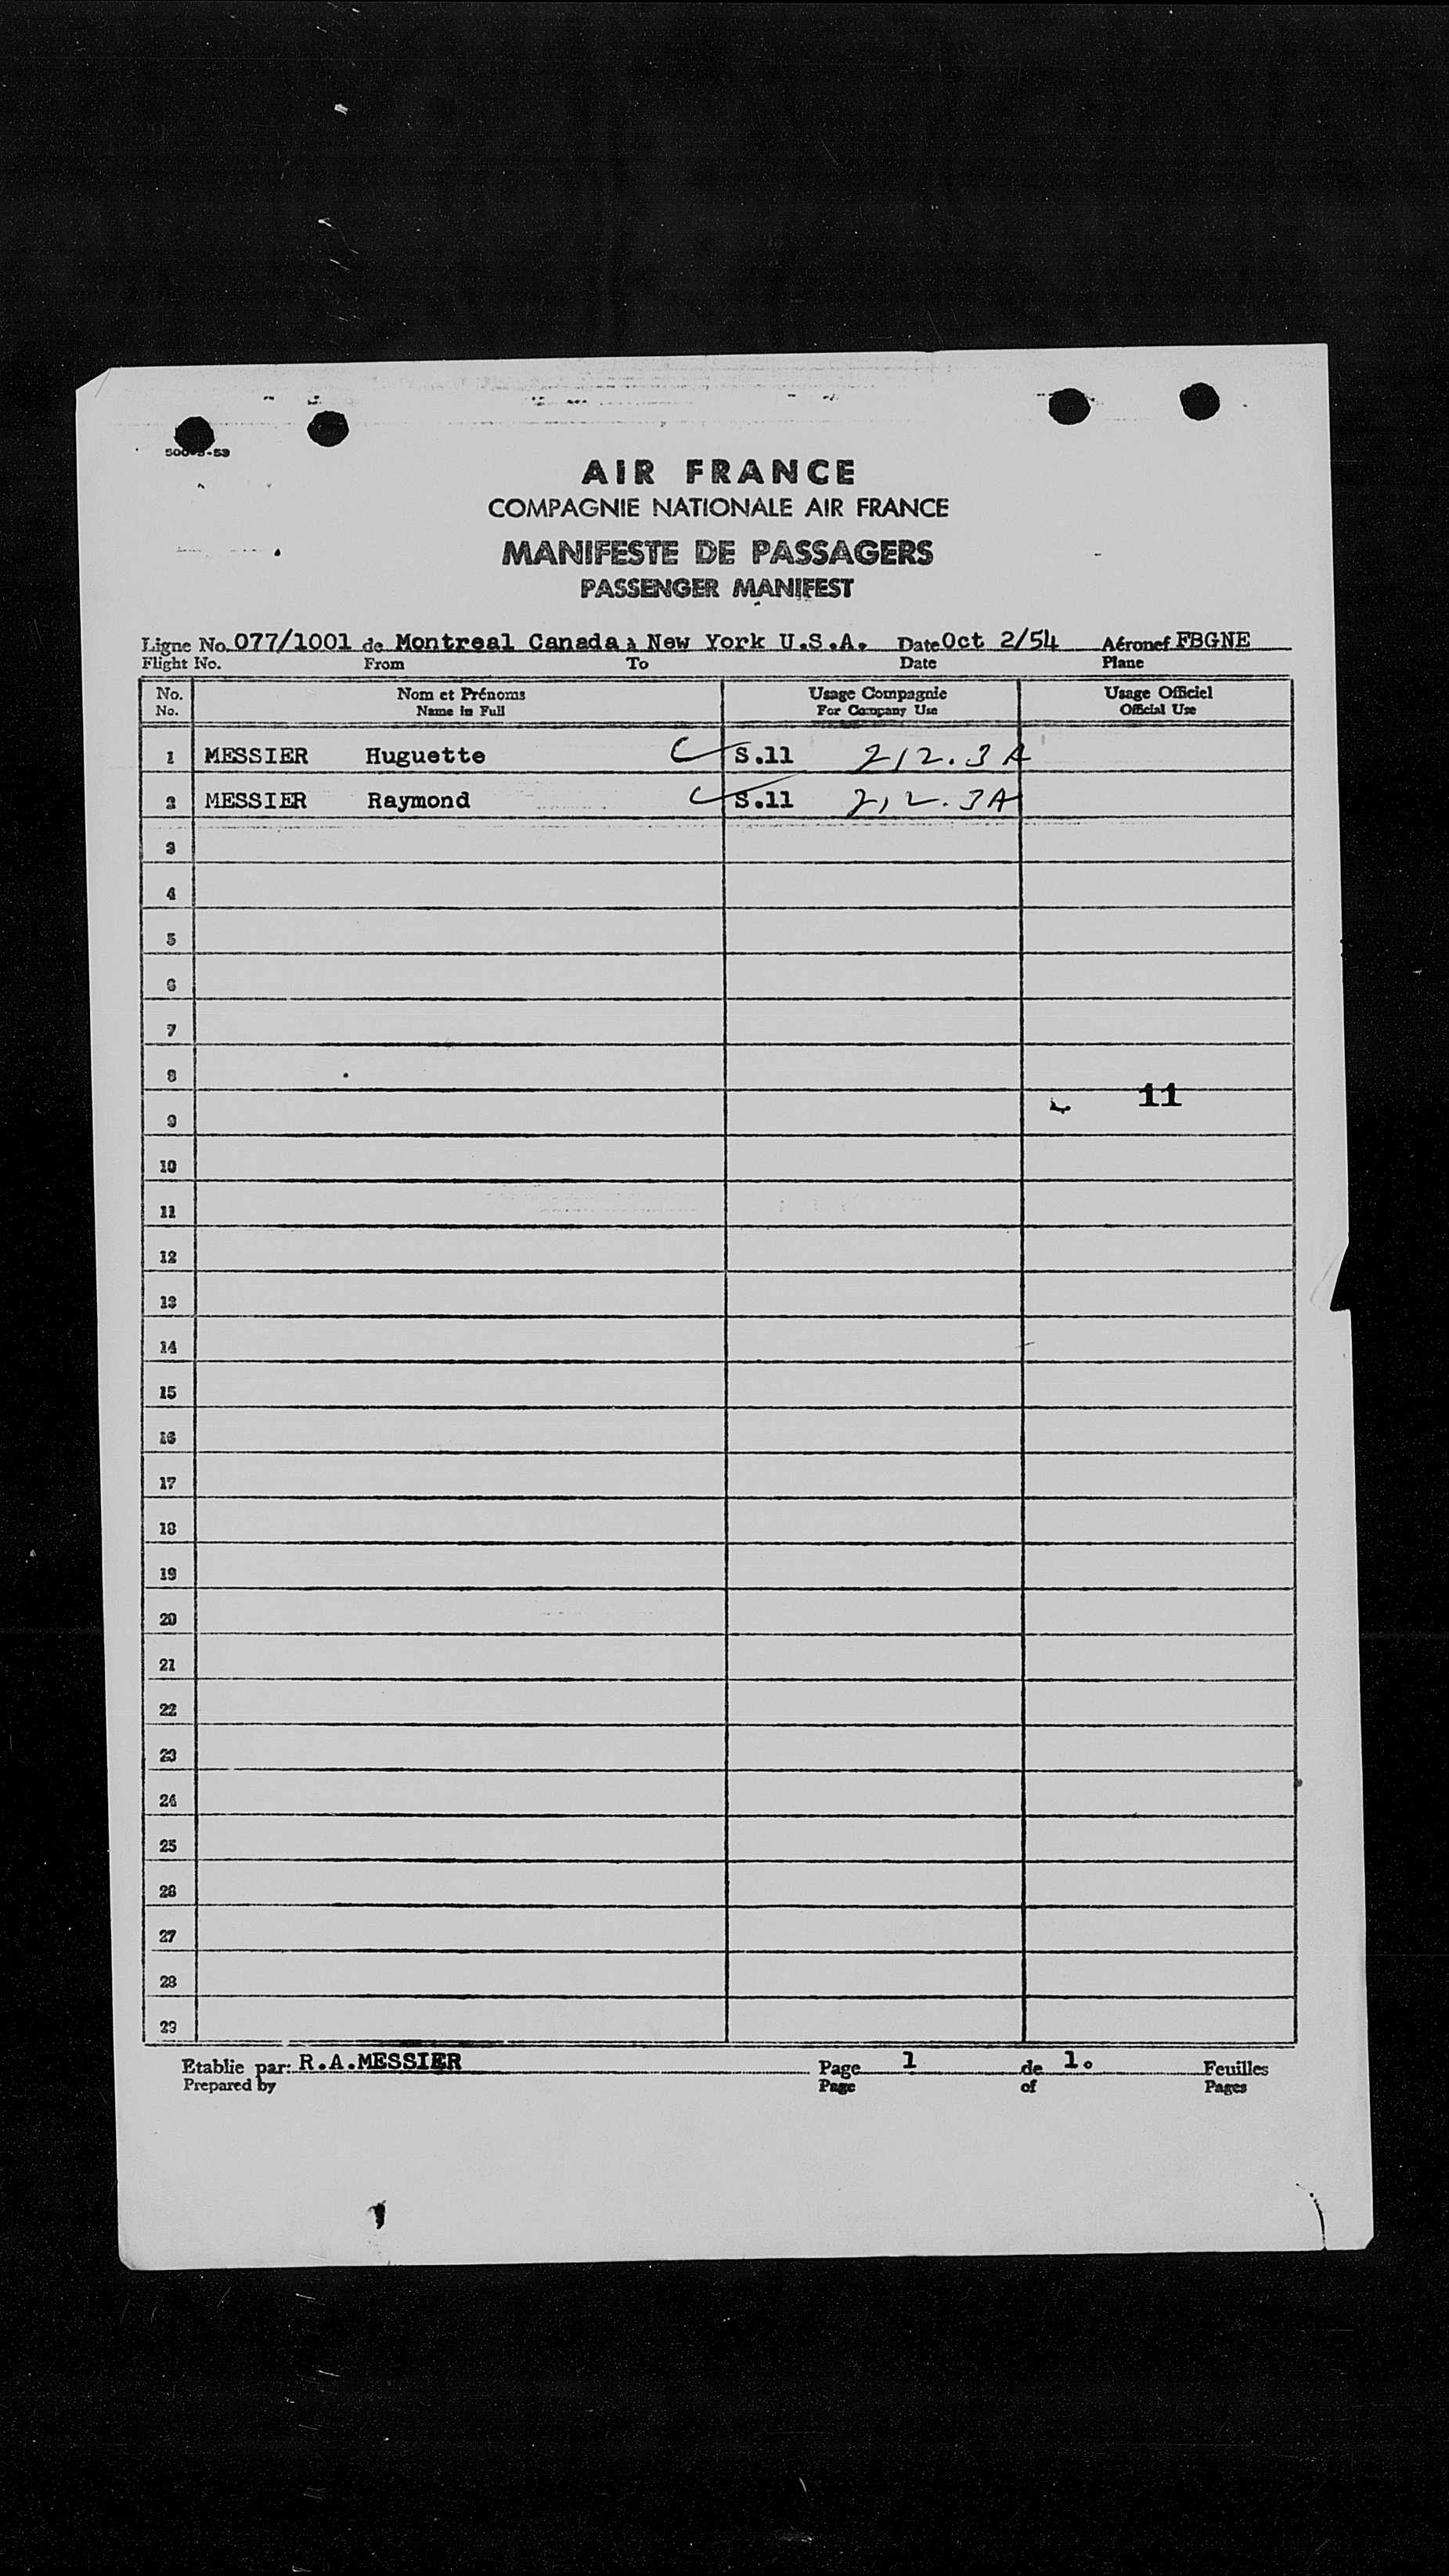 AIR FRANCE
COMPAGNIE NATIONALE AIR FRANCE
MANIFESTE DE PASSAGERS
PASSENGER MANIFEST
Ligne No. 077/1001 de Montreal Canada à New York U.S.A. Date Oct 2/54 Aéronef FBGNE
Flight No. From To Date Plane
No. Nom et Prénoms Usage Compagnie Usage Officiel
No. Name in Full For Company Use Official Use
1 MESSIER Huguette S.11 212.3A
2 MESSIER Raymond S.11 212.3A
3
4
5
6
7
8
11
9
10
11
12
13
14
15
16
17
18
19
20
21
22
23
24
25
26
27
28
29
Etablie par: R.A.MESSIER Page 1 de 1. Feuilles
Prepared by Page of Pages